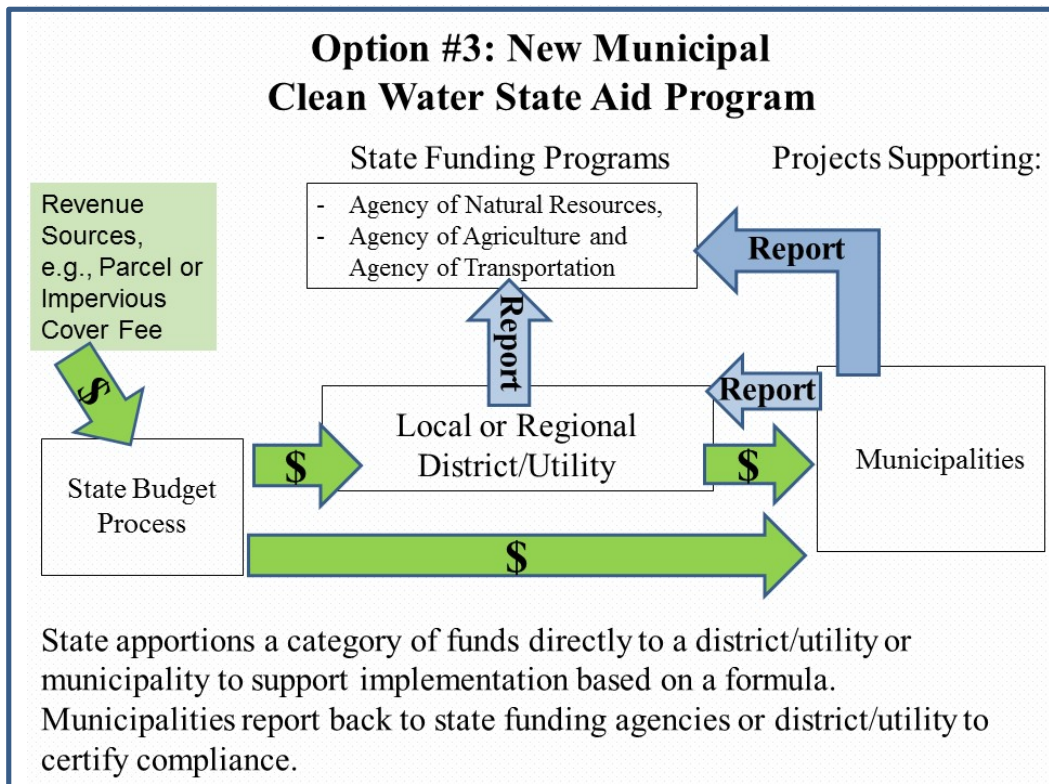 Option #3: New Municipal
Clean Water State Aid Program
State Funding Programs
Projects Supporting:
Revenue
Sources,
e.g., Parcel or
Impervious
Cover Fee
- Agency of Natural Resources,
- Agency of Agriculture and
Agency of Transportation
Report
Report
Report
$
State Budget
Process
$
Local or Regional
District/Utility
$
Municipalities
$
State apportions a category of funds directly to a district/utility or
municipality to support implementation based on a formula.
Municipalities report back to state funding agencies or district/utility to
certify compliance.